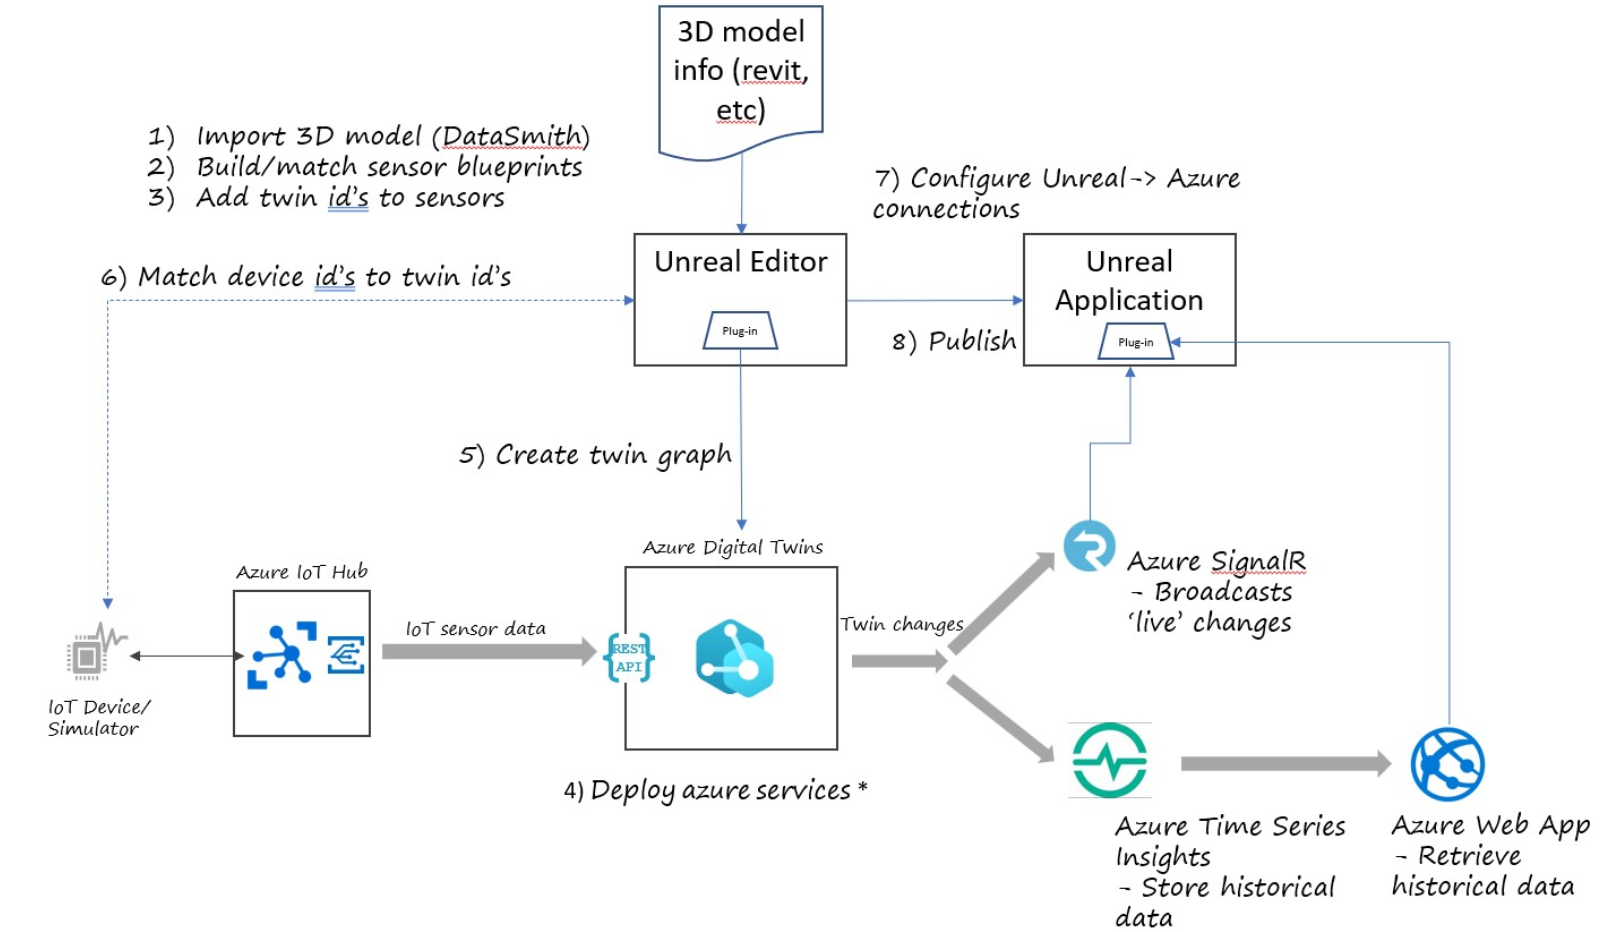 3D model
info (revit,
etc)
1) Import 3D model (DataSmith)
2) Build/match sensor blueprints
3) Add twin id's to sensors
7) Configure Unreal-> Azure
connections
6) Match device id's to twin id's
Unreal Editor
Plug-in
Unreal
Application
Plug-in
8) Publish
5) Create twin graph
Azure Digital Twins
Azure IoT Hub
IoT sensor data
REST
API
Twin changes
Azure SignalR
- Broadcasts
‘live’ changes
IoT Device/
Simulator
4) Deploy azure services *
Azure Time Series
Insights
- Store historical
data
Azure Web App
- Retrieve
historical data